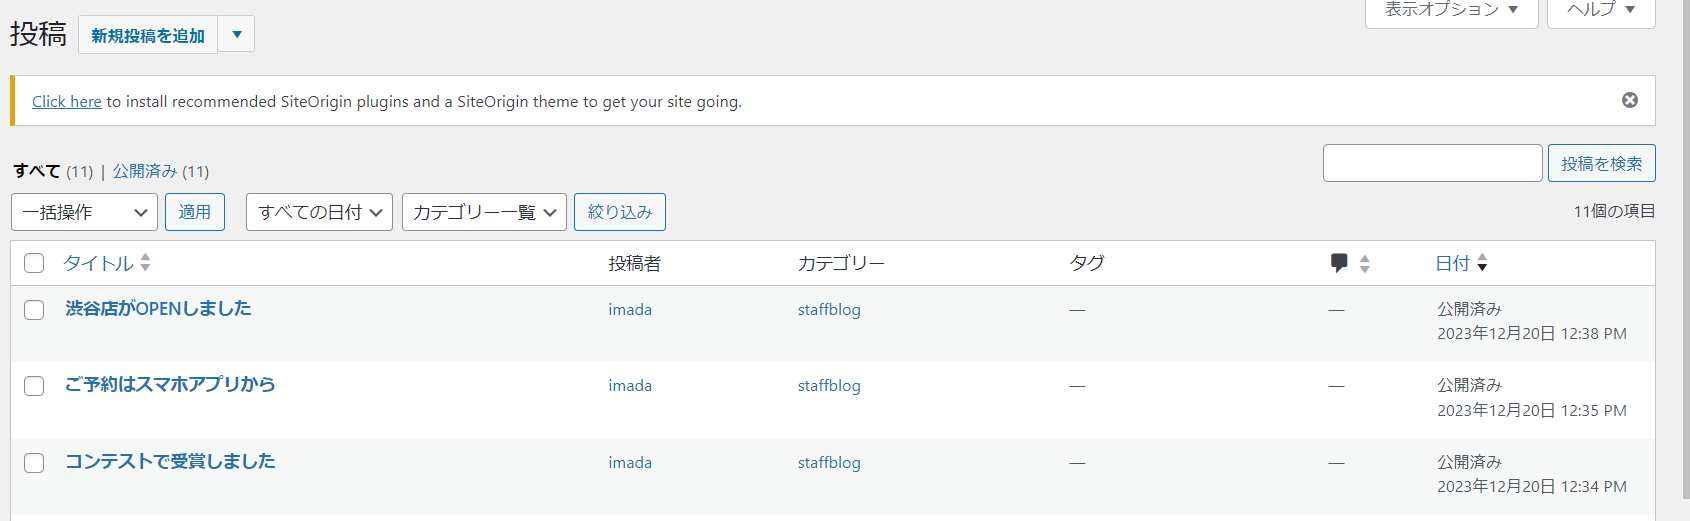 表示オプション ▼ ヘルプ ▼
投稿 新規投稿を追加 ▼
Click here to install recommended SiteOrigin plugins and a SiteOrigin theme to get your site going.
すべて (11) | 公開済み (11)
投稿を検索
一括操作 適用 すべての日付 カテゴリー一覧 絞り込み 11個の項目
タイトル 投稿者 カテゴリー タグ 日付
渋谷店がOPENしました imada staffblog — — 公開済み
2023年12月20日 12:38 PM
ご予約はスマホアプリから imada staffblog — — 公開済み
2023年12月20日 12:35 PM
コンテストで受賞しました imada staffblog — — 公開済み
2023年12月20日 12:34 PM